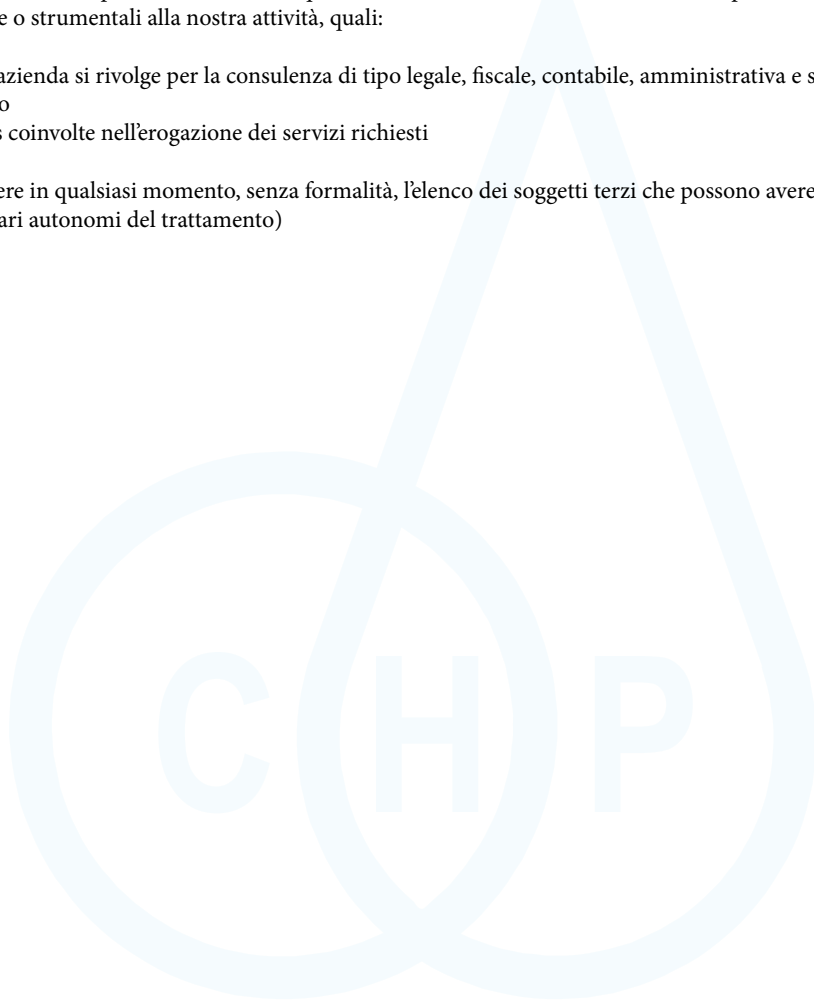 e o strumentali alla nostra attività, quali:
azienda si rivolge per la consulenza di tipo legale, fiscale, contabile, amministrativa e s
o
s coinvolte nell'erogazione dei servizi richiesti
ere in qualsiasi momento, senza formalità, l'elenco dei soggetti terzi che possono avere
ari autonomi del trattamento)
C H P